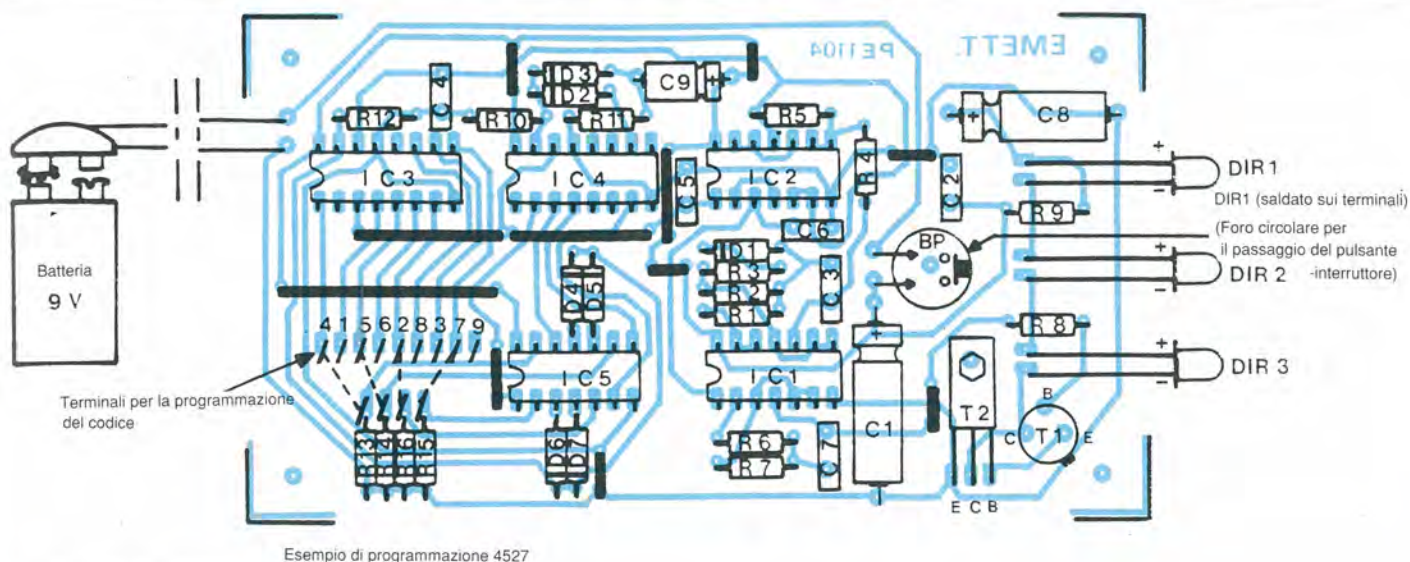 PE1104
EMETT.
D3
D2
C9
C4
R12
R10
R11
R5
C8
IC3
IC4
IC2
C5
R4
C2
R9
+
-
DIR 1
DIR1 (saldato sui terminali)
(Foro circolare per
il passaggio del pulsante
-interruttore)
+
-
DIR 2
Batteria
9 V
C6
BP
D1
R3
R2
R1
C3
D4
D5
4 1 5 6 2 8 3 7 9
R8
+
-
DIR 3
IC5
IC1
C1
T2
B
T1
C
E
Terminali per la programmazione
del codice
R13
R14
R16
R15
D6
D7
R6
R7
C7
E C B
Esempio di programmazione 4527